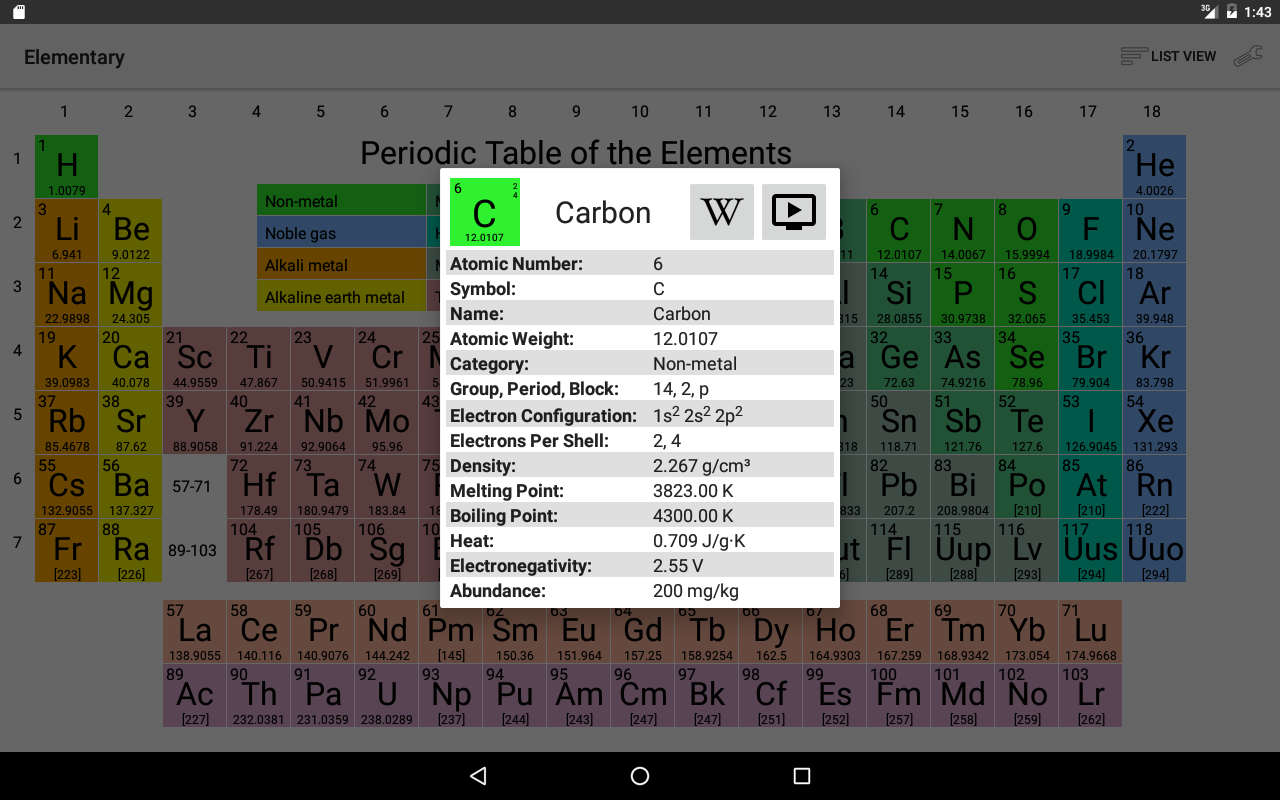 3G 1:43
Elementary LIST VIEW
1 2 3 4 5 6 7 8 9 10 11 12 13 14 15 16 17 18
Periodic Table of the Elements
1 1 H 1.0079 2 He 4.0026
Non-metal
Noble gas
Alkali metal
Alkaline earth metal
2 3 Li 6.941 4 Be 9.0122 6 C 12.0107 7 N 14.0067 8 O 15.9994 9 F 18.9984 10 Ne 20.1797
3 11 Na 22.9898 12 Mg 24.305 14 Si 28.0855 15 P 30.9738 16 S 32.065 17 Cl 35.453 18 Ar 39.948
4 19 K 39.0983 20 Ca 40.078 21 Sc 44.9559 22 Ti 47.867 23 V 50.9415 24 Cr 51.9961 32 Ge 72.63 33 As 74.9216 34 Se 78.96 35 Br 79.904 36 Kr 83.798
5 37 Rb 85.4678 38 Sr 87.62 39 Y 88.9058 40 Zr 91.224 41 Nb 92.9064 42 Mo 95.96 50 Sn 118.71 51 Sb 121.76 52 Te 127.6 53 I 126.9045 54 Xe 131.293
6 55 Cs 132.9055 56 Ba 137.327 57-71 72 Hf 178.49 73 Ta 180.9479 74 W 183.84 82 Pb 207.2 83 Bi 208.9804 84 Po [210] 85 At [210] 86 Rn [222]
7 87 Fr [223] 88 Ra [226] 89-103 104 Rf [267] 105 Db [268] 106 Sg [269] 114 Fl [289] 115 Uup [288] 116 Lv [293] 117 Uus [294] 118 Uuo [294]
6 2 4 C 12.0107 Carbon W
Atomic Number: 6
Symbol: C
Name: Carbon
Atomic Weight: 12.0107
Category: Non-metal
Group, Period, Block: 14, 2, p
Electron Configuration: 1s² 2s² 2p²
Electrons Per Shell: 2, 4
Density: 2.267 g/cm³
Melting Point: 3823.00 K
Boiling Point: 4300.00 K
Heat: 0.709 J/g·K
Electronegativity: 2.55 V
Abundance: 200 mg/kg
57 La 138.9055 58 Ce 140.116 59 Pr 140.9076 60 Nd 144.242 61 Pm [145] 62 Sm 150.36 63 Eu 151.964 64 Gd 157.25 65 Tb 158.9254 66 Dy 162.5 67 Ho 164.9303 68 Er 167.259 69 Tm 168.9342 70 Yb 173.054 71 Lu 174.9668
89 Ac [227] 90 Th 232.0381 91 Pa 231.0359 92 U 238.0289 93 Np [237] 94 Pu [244] 95 Am [243] 96 Cm [247] 97 Bk [247] 98 Cf [251] 99 Es [252] 100 Fm [257] 101 Md [258] 102 No [259] 103 Lr [262]